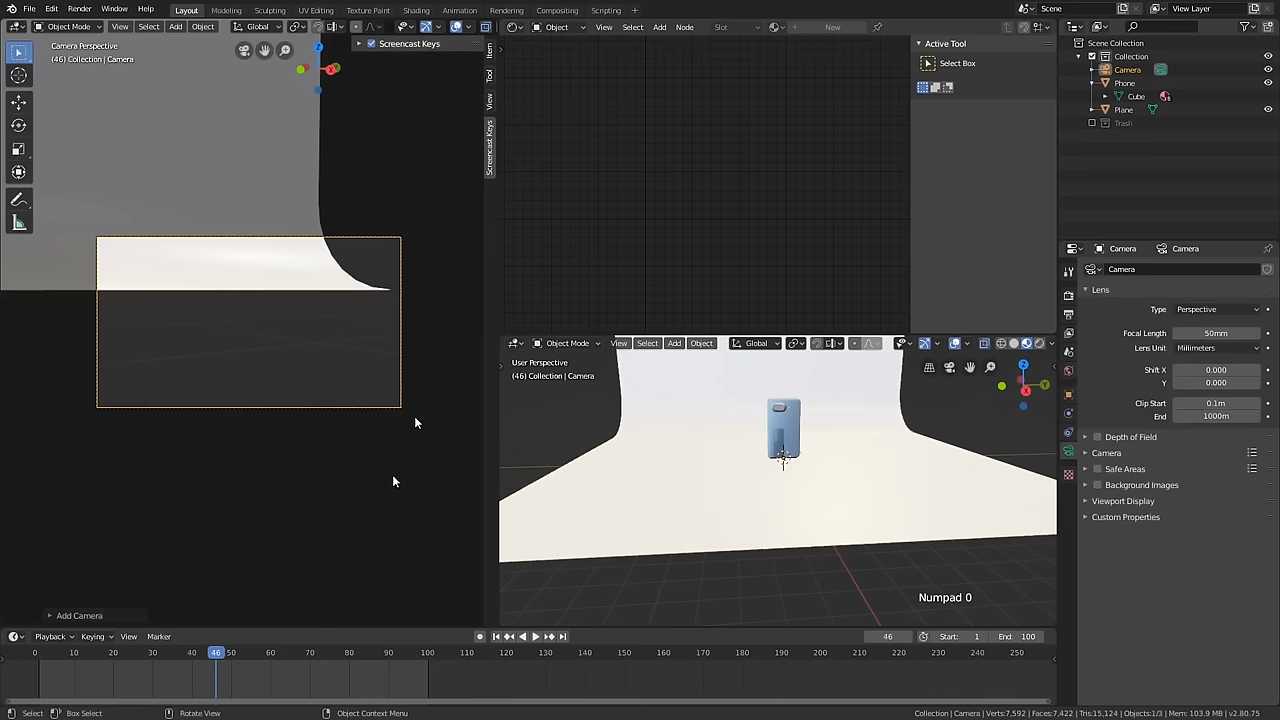 File Edit Render Window Help Layout Modeling Sculpting UV Editing Texture Paint Shading Animation Rendering Compositing Scripting + Scene View Layer
Object Mode View Select Add Object Global
Object View Select Add Node Slot New
Camera Perspective
(46) Collection | Camera
Screencast Keys
Item
Tool
View
Screencast Keys
Active Tool
Select Box
Scene Collection
Collection
Camera
Phone
Cube
Plane
Trash
Camera Camera
Camera
Lens
Type Perspective
Focal Length 50mm
Lens Unit Millimeters
Shift X 0.000
Y 0.000
Clip Start 0.1m
End 1000m
Depth of Field
Camera
Safe Areas
Background Images
Viewport Display
Custom Properties
Object Mode View Select Add Object Global
User Perspective
(46) Collection | Camera
Numpad 0
Add Camera
Playback Keying View Marker 46 Start: 1 End: 100
0 10 20 30 40 46 50 60 70 80 90 100 110 120 130 140 150 160 170 180 190 200 210 220 230 240 250
Select Box Select Rotate View Object Context Menu Collection | Camera | Verts:7,592 | Faces:7,422 | Tris:15,124 | Objects:1/3 | Mem: 103.9 MB | v2.80.75